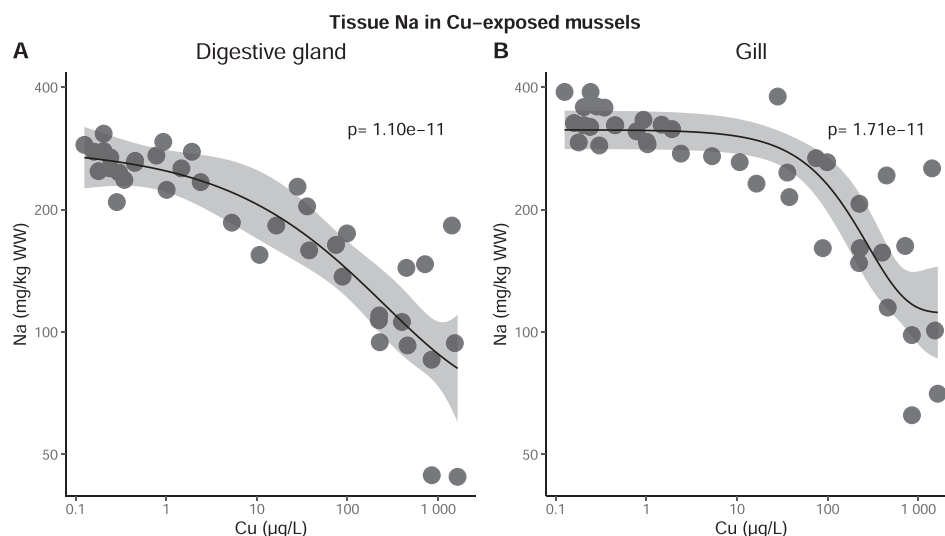 Tissue Na in Cu–exposed mussels
A
Digestive gland
p= 1.10e–11
Na (mg/kg WW)
400
200
100
50
0.1
1
10
100
1 000
Cu (µg/L)
B
Gill
p= 1.71e–11
Na (mg/kg WW)
400
200
100
50
0.1
1
10
100
1 000
Cu (µg/L)